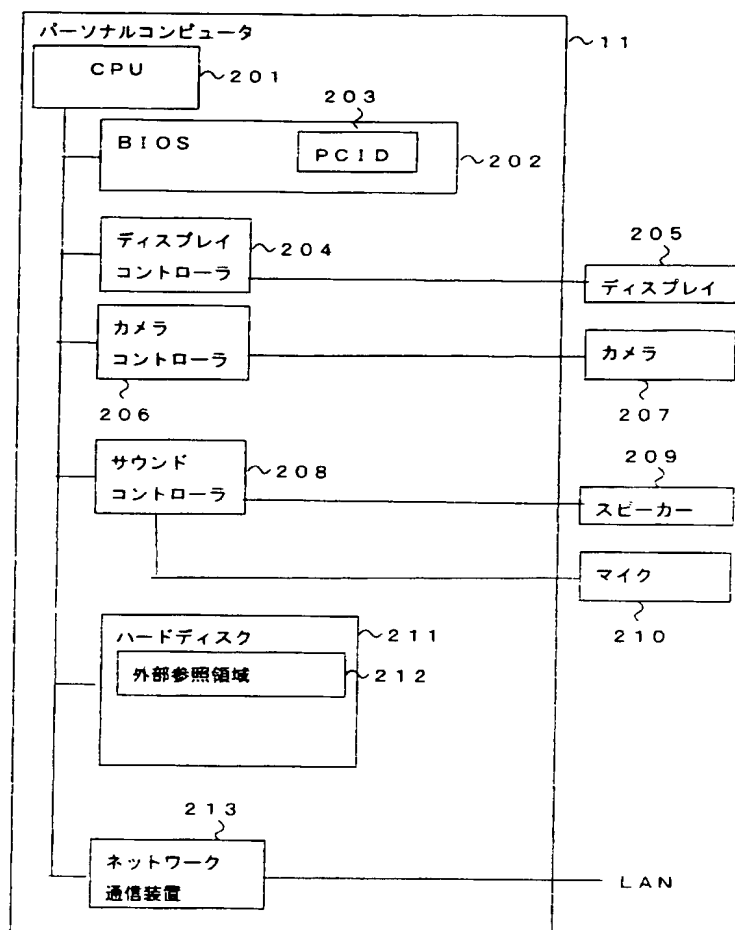 パーソナルコンピュータ
11
CPU
201
203
BIOS
PCID
202
ディスプレイ
コントローラ
204
205
ディスプレイ
カメラ
コントローラ
206
カメラ
207
サウンド
コントローラ
208
209
スピーカー
マイク
210
ハードディスク
211
外部参照領域
212
213
ネットワーク
通信装置
LAN